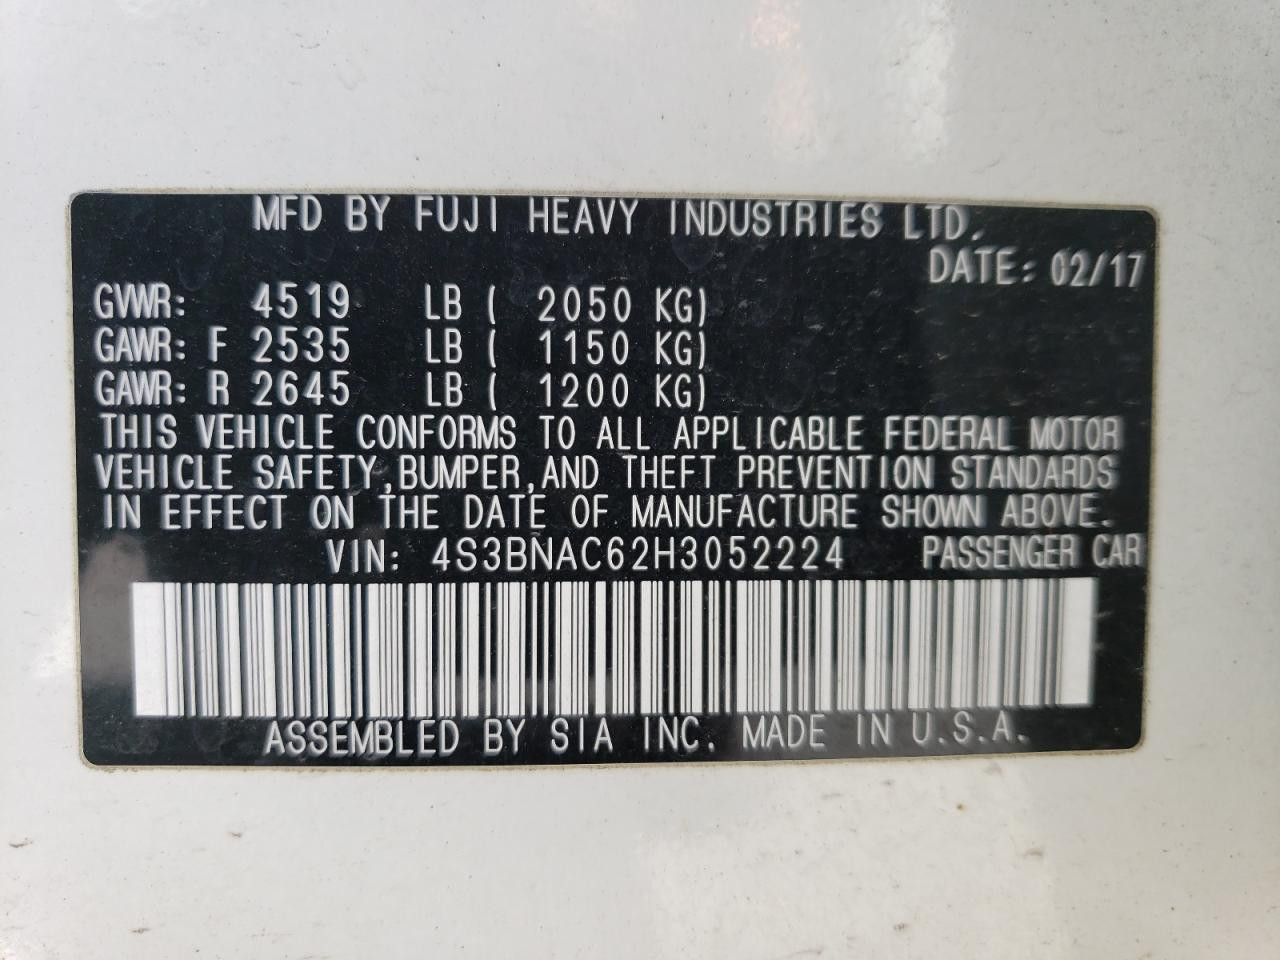 MFD BY FUJI HEAVY INDUSTRIES LTD.
DATE: 02/17
GVWR: 4519 LB ( 2050 KG)
GAWR: F 2535 LB ( 1150 KG)
GAWR: R 2645 LB ( 1200 KG)
THIS VEHICLE CONFORMS TO ALL APPLICABLE FEDERAL MOTOR
VEHICLE SAFETY,BUMPER,AND THEFT PREVENTION STANDARDS
IN EFFECT ON THE DATE OF MANUFACTURE SHOWN ABOVE.
VIN: 4S3BNAC62H3052224 PASSENGER CAR
ASSEMBLED BY SIA INC. MADE IN U.S.A.